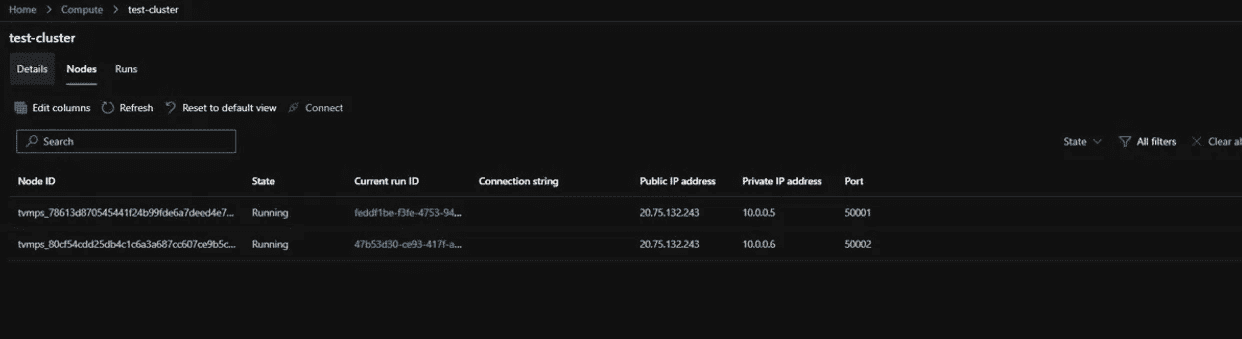 Home > Compute > test-cluster
test-cluster
Details Nodes Runs
Edit columns Refresh Reset to default view Connect
Search State All filters Clear al
Node ID State Current run ID Connection string Public IP address Private IP address Port
tvmps_78613d870545441f24b99fde6a7deed4e7... Running feddf1be-f3fe-4753-94... 20.75.132.243 10.0.0.5 50001
tvmps_80cf54cdd25db4c1c6a3a687cc607ce9b5c... Running 47b53d30-ce93-417f-a... 20.75.132.243 10.0.0.6 50002